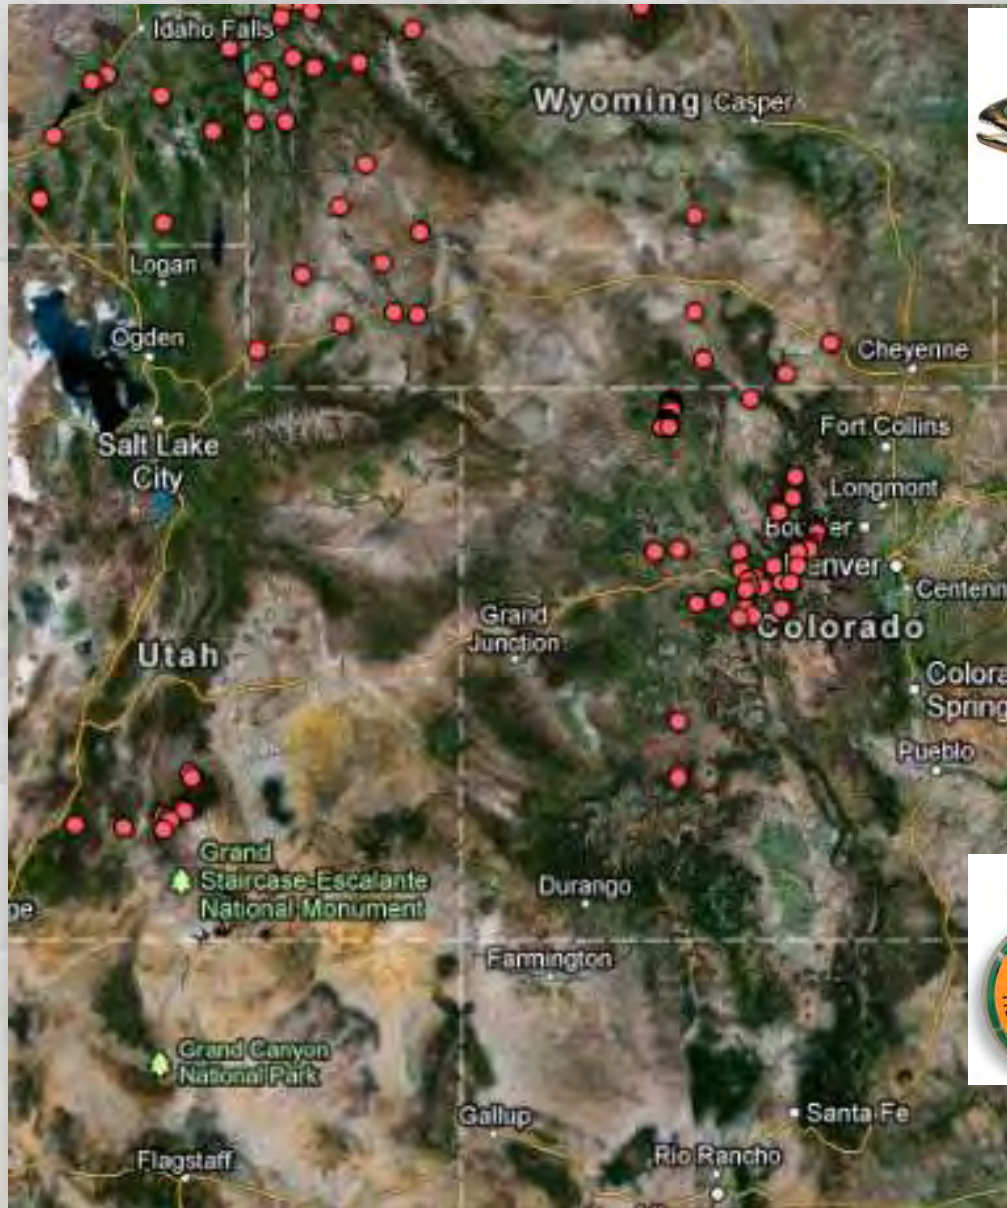 Idaho Falls
Wyoming
Casper
Logan
Ogden
Cheyenne
Salt Lake
City
Fort Collins
Longmont
Centenn
Grand
Junction
Colorado
Utah
Colora
Spring
Pueblo
Grand
Staircase-Escalante
National Monument
Durango
ge
Farmington
Grand Canyon
National Park
Gallup
Santa Fe
Flagstaff
Rio Rancho